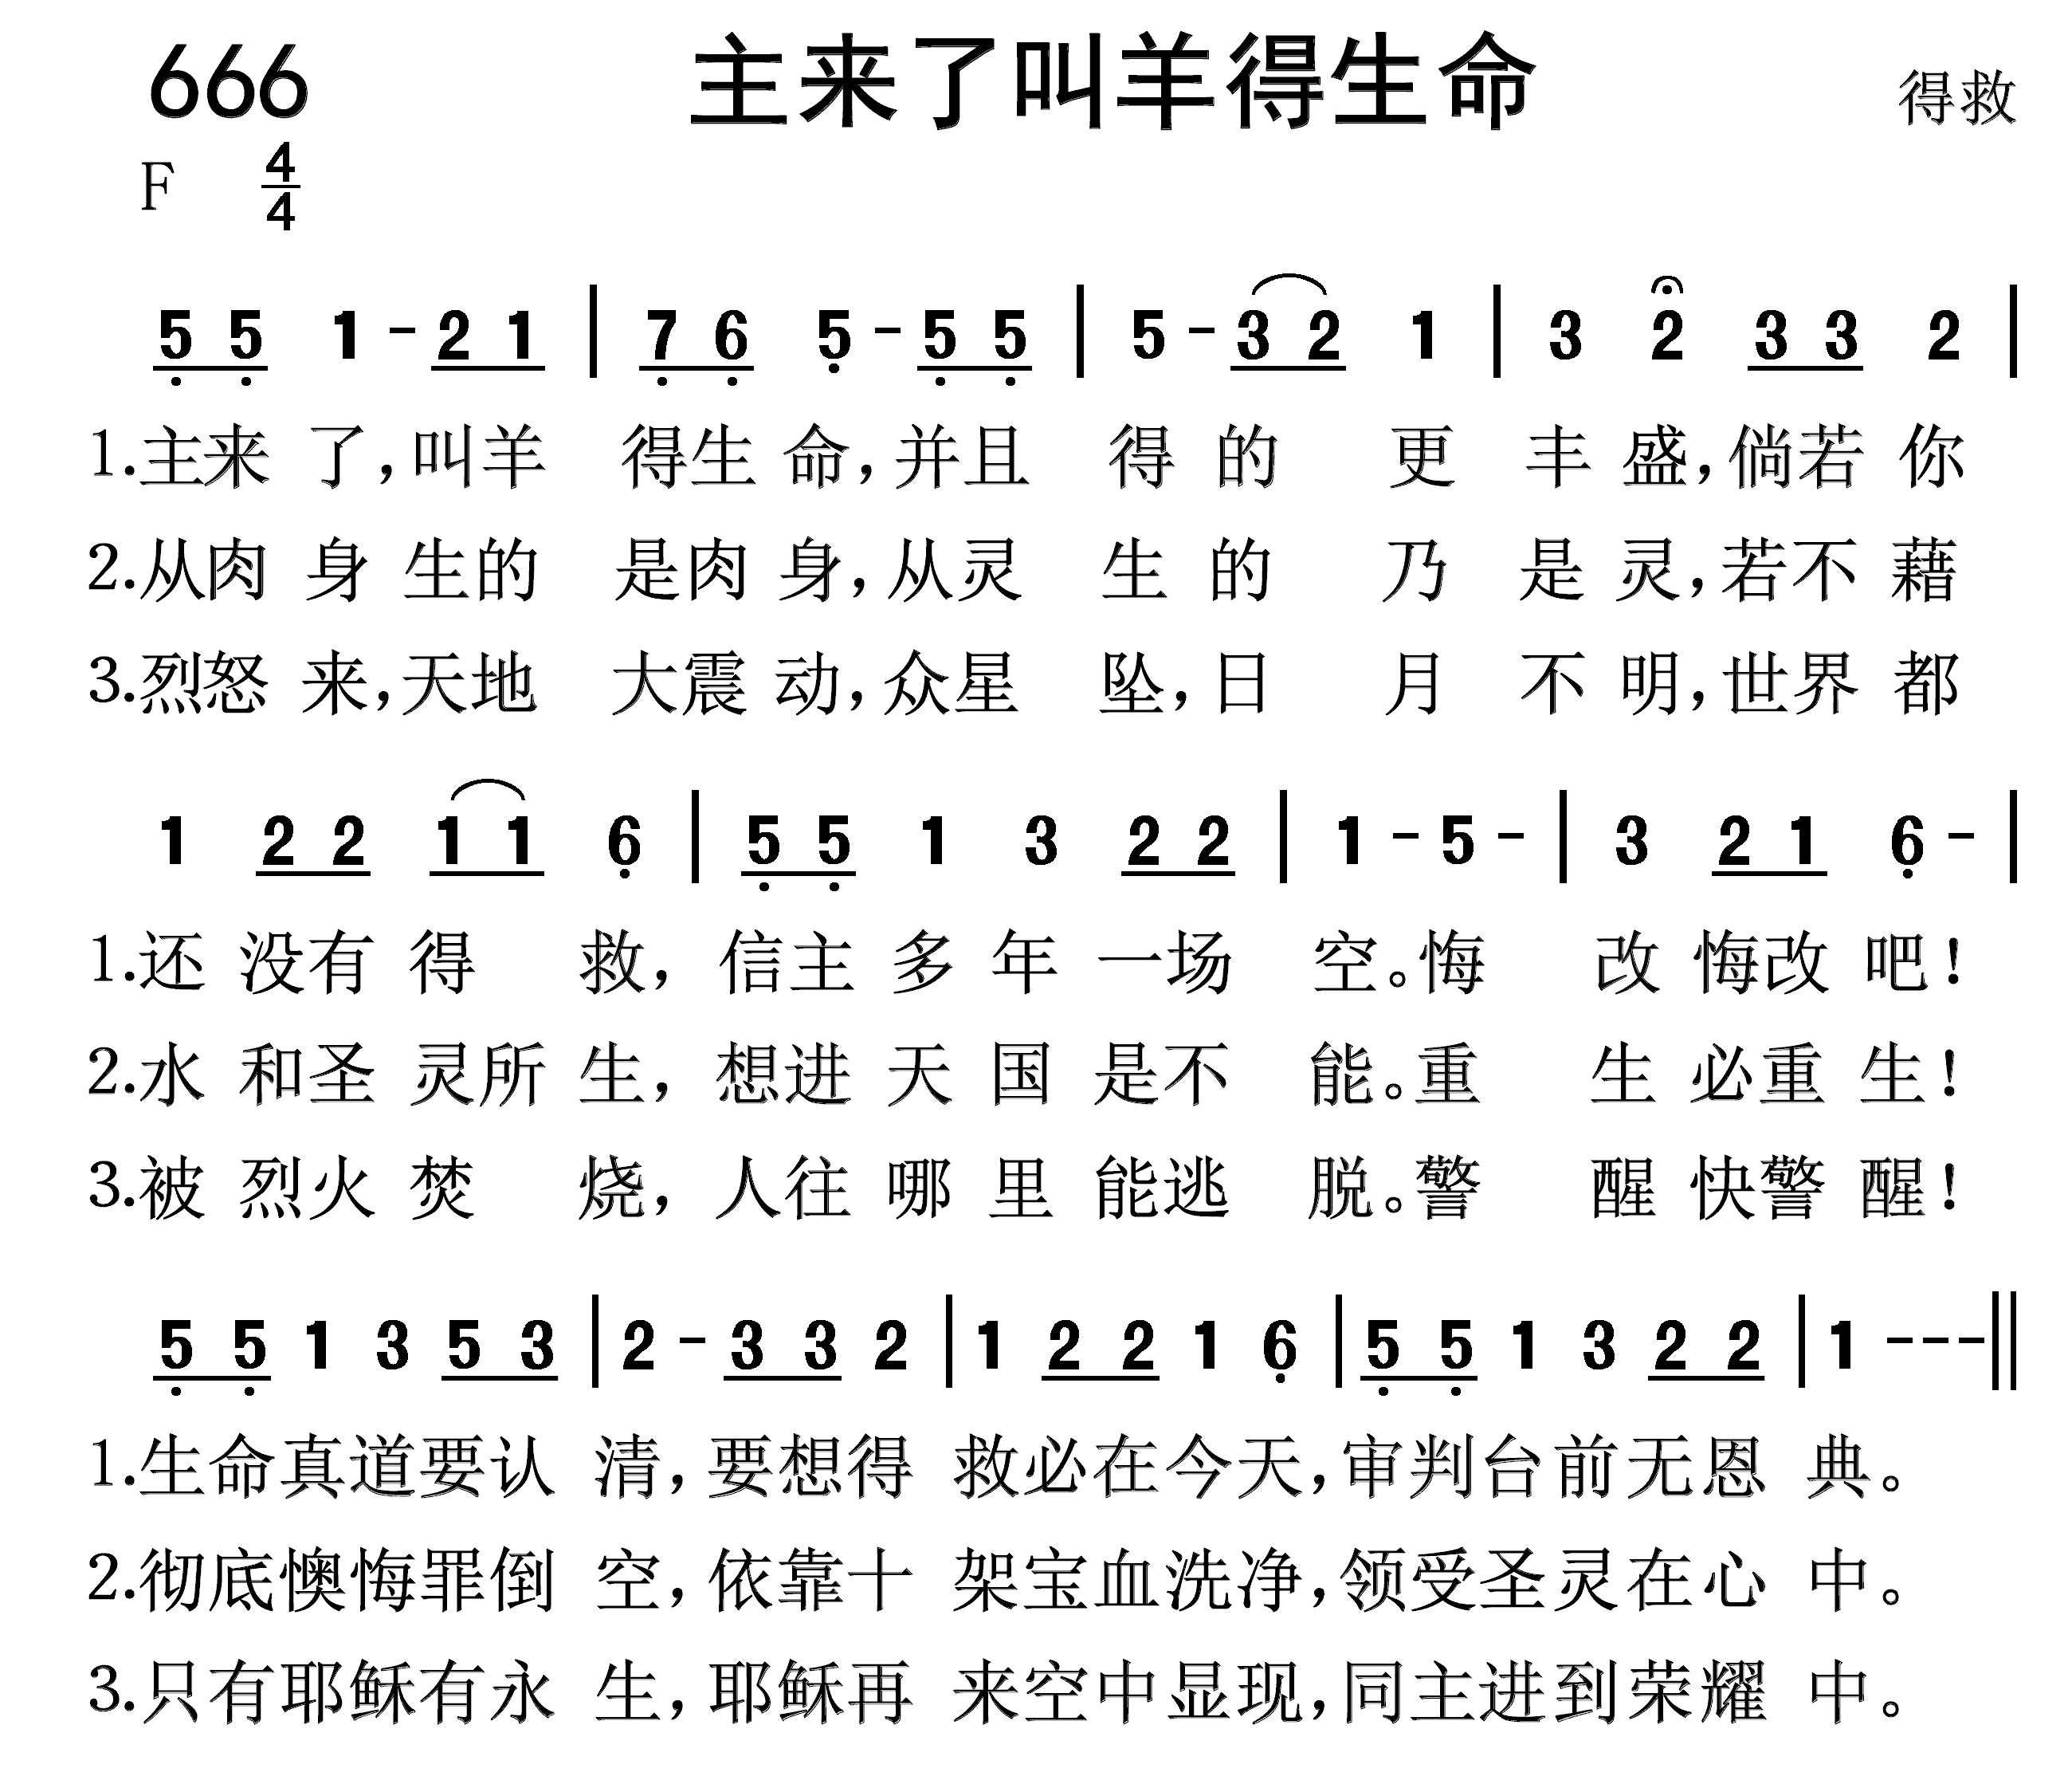 666 主来了叫羊得生命 得救
F 4/4
5 5 1 - 2 1 | 7 6 5 - 5 5 | 5 - 3 2 1 | 3 2 3 3 2 |
1.主来 了,叫羊 得生 命,并且 得 的 更 丰 盛,倘若 你
2.从肉 身 生的 是肉 身,从灵 生 的 乃 是 灵,若不 藉
3.烈怒 来,天地 大震 动,众星 坠,日 月 不 明,世界 都
1 2 2 1 1 6 | 5 5 1 3 2 2 | 1 - 5 - | 3 2 1 6 - |
1.还 没有 得 救, 信主 多 年 一场 空。悔 改 悔改 吧!
2.水 和圣 灵所 生, 想进 天 国 是不 能。重 生 必重 生!
3.被 烈火 焚 烧, 人往 哪 里 能逃 脱。警 醒 快警 醒!
5 5 1 3 5 3 | 2 - 3 3 2 | 1 2 2 1 6 | 5 5 1 3 2 2 | 1 - - - ||
1.生命真道要认 清,要想得 救必在今天,审判台前无恩 典。
2.彻底懊悔罪倒 空,依靠十 架宝血洗净,领受圣灵在心 中。
3.只有耶稣有永 生,耶稣再 来空中显现,同主进到荣耀 中。